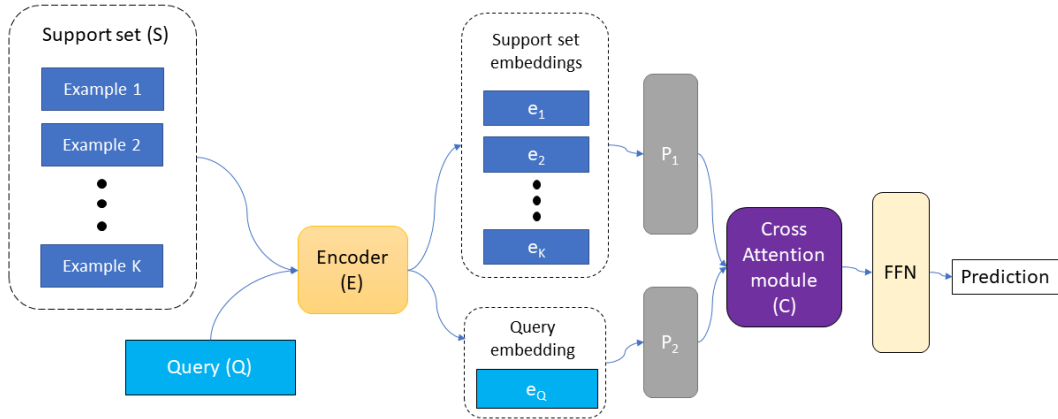 Support set (S)
Example 1
Example 2
Example K
Query (Q)
Encoder
(E)
Support set
embeddings
e₁
e₂
eₖ
Query
embedding
e_Q
P₁
P₂
Cross
Attention
module
(C)
FFN
Prediction